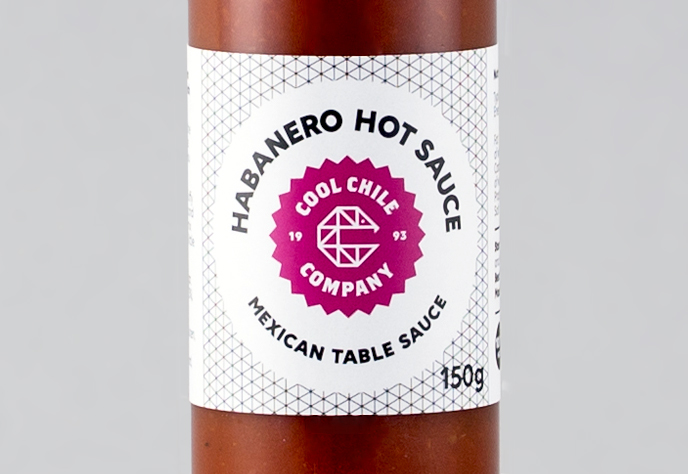 HABANERO HOT SAUCE
COOL CHILE
19 93
COMPANY
MEXICAN TABLE SAUCE
150g